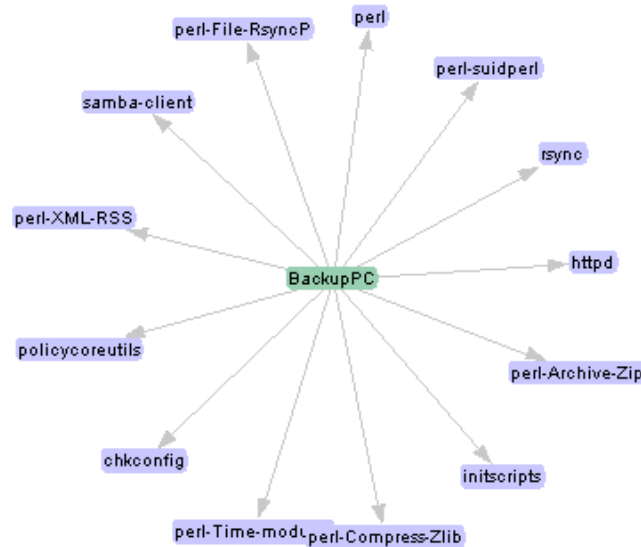 perl
perl-File-RsyncP
perl-suidperl
samba-client
rsync
perl-XML-RSS
httpd
BackupPC
policycoreutils
perl-Archive-Zip
chkconfig
initscripts
perl-Time-modu
perl-Compress-Zlib